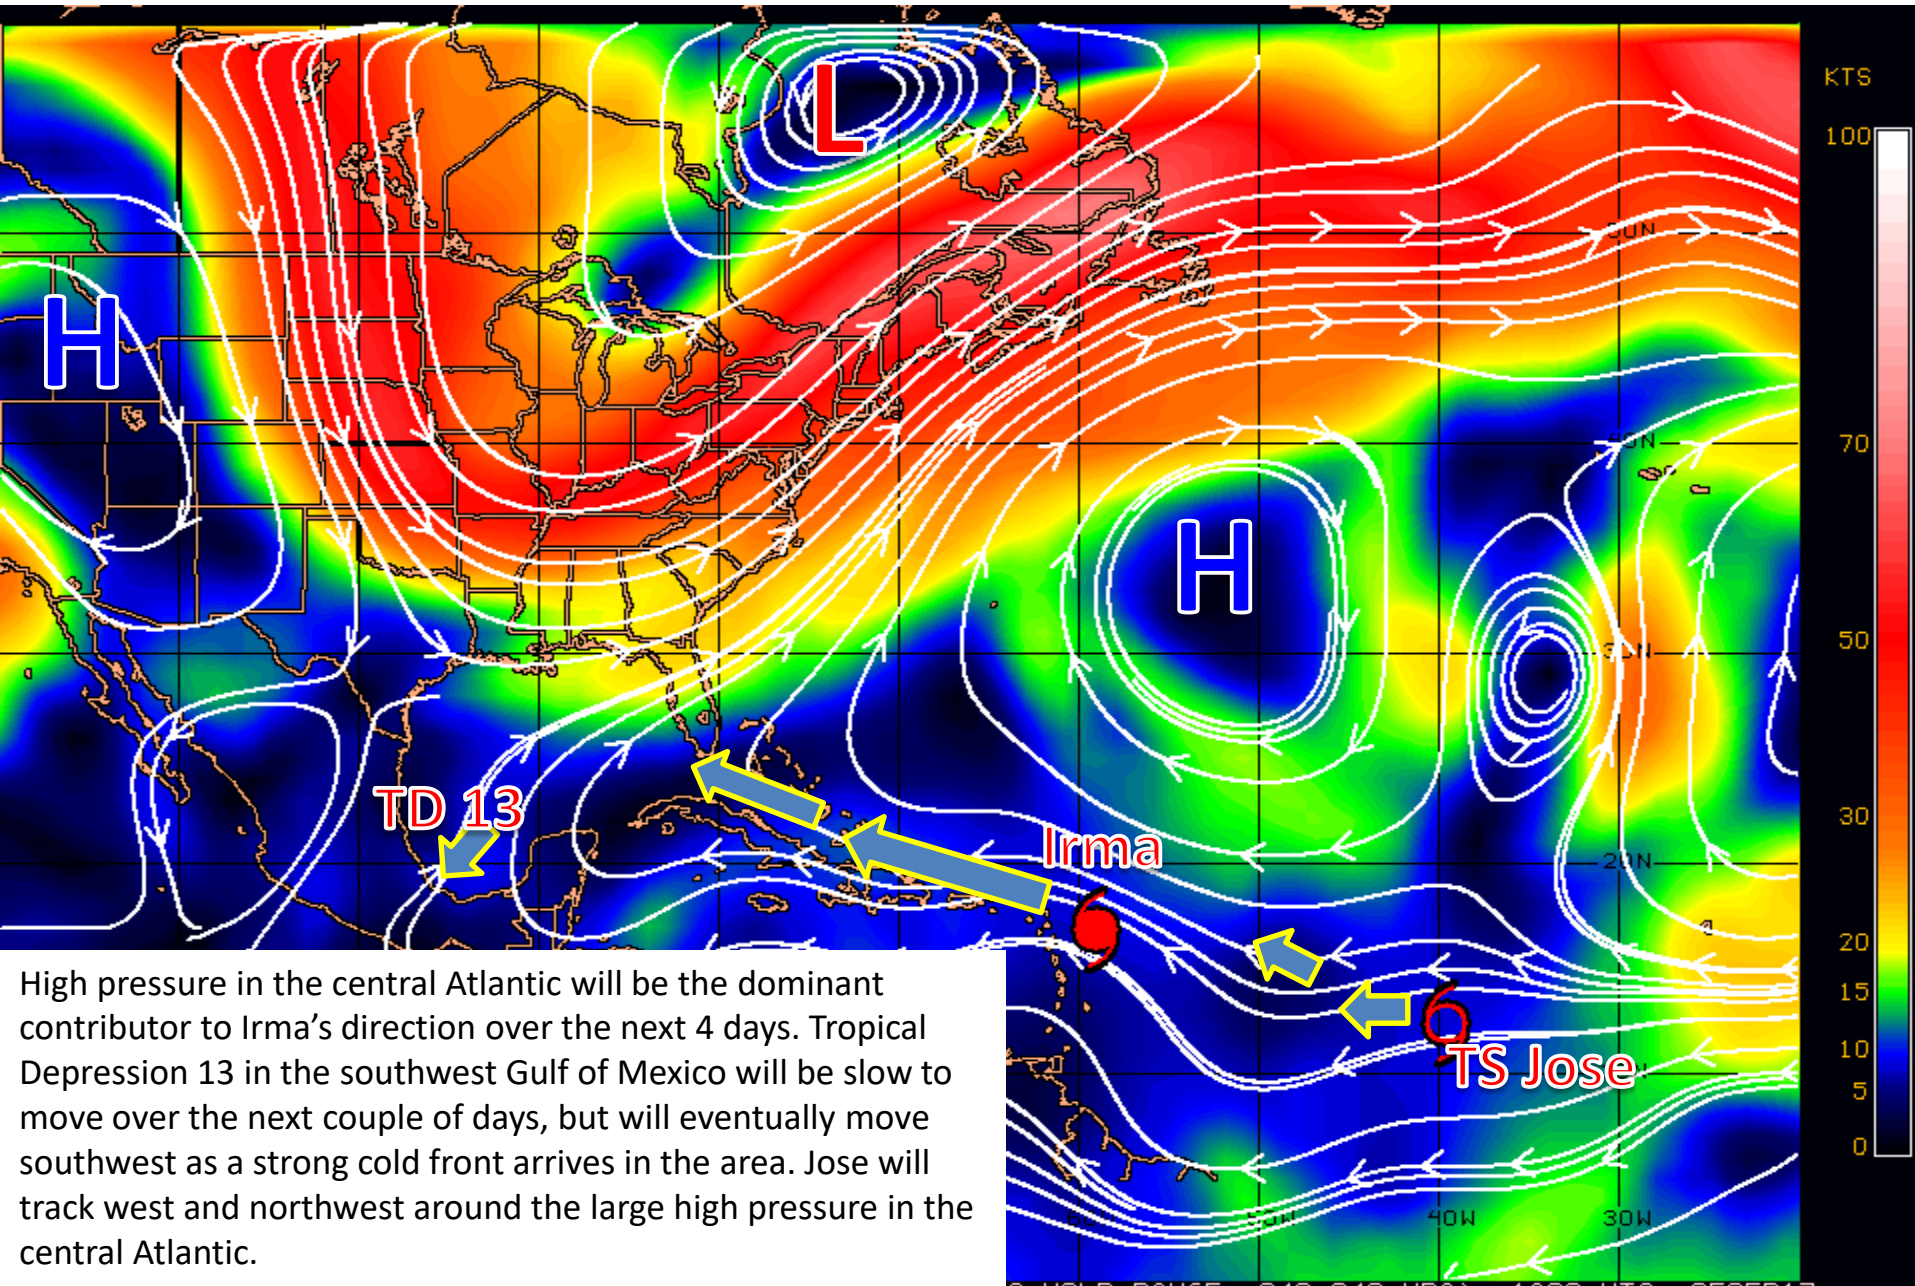 KTS
100
L
50N
H
70
40N
H
50
30N
TD 13
30
Irma
20N
20
15
TS Jose
10
5
0
High pressure in the central Atlantic will be the dominant
contributor to Irma’s direction over the next 4 days. Tropical
Depression 13 in the southwest Gulf of Mexico will be slow to
move over the next couple of days, but will eventually move
southwest as a strong cold front arrives in the area. Jose will
track west and northwest around the large high pressure in the
central Atlantic.
60W 50W 40W 30W